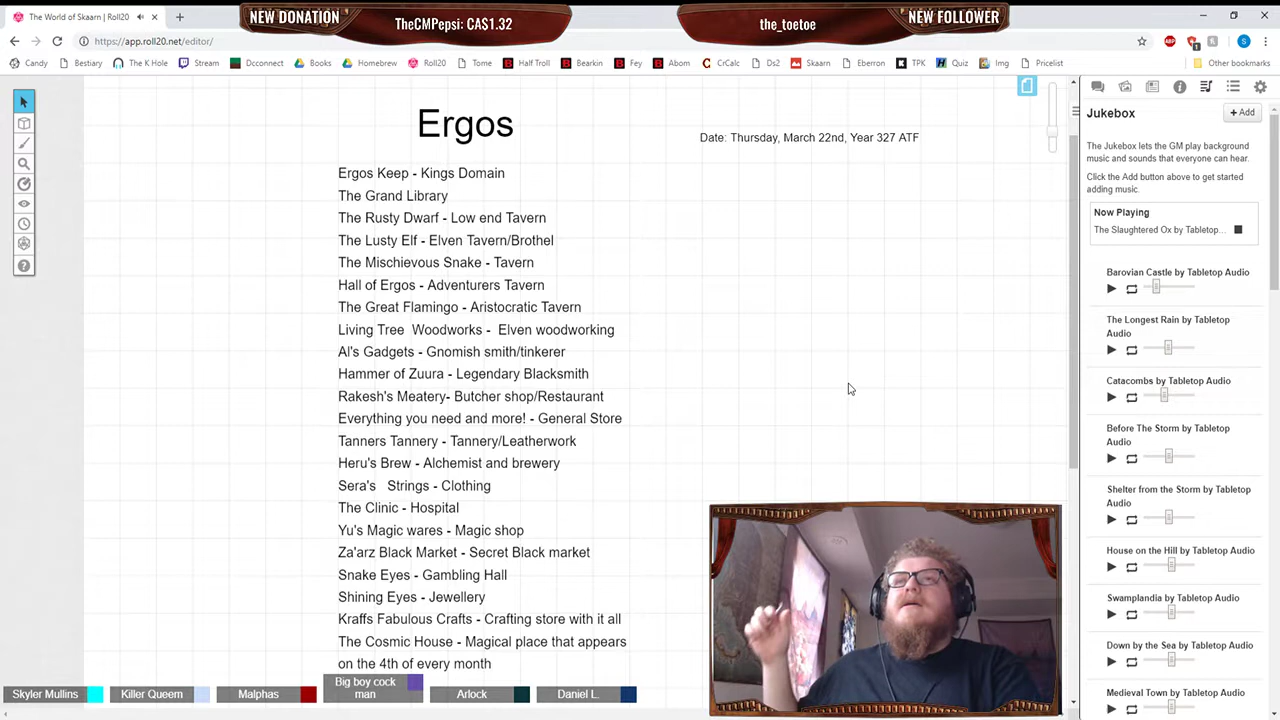 The World of Skaarn | Roll20
NEW DONATION
TheCMPepsi: CA$1.32
the_toetoe
NEW FOLLOWER
https://app.roll20.net/editor/
Candy
Bestiary
The K Hole
Stream
Dcconnect
Books
Homebrew
Roll20
Tome
Half Troll
Bearkin
Fey
Abom
CrCalc
Ds2
Skaarn
Eberron
TPK
Quiz
Img
Pricelist
Other bookmarks
Ergos
Date: Thursday, March 22nd, Year 327 ATF
Ergos Keep - Kings Domain
The Grand Library
The Rusty Dwarf - Low end Tavern
The Lusty Elf - Elven Tavern/Brothel
The Mischievous Snake - Tavern
Hall of Ergos - Adventurers Tavern
The Great Flamingo - Aristocratic Tavern
Living Tree Woodworks - Elven woodworking
Al's Gadgets - Gnomish smith/tinkerer
Hammer of Zuura - Legendary Blacksmith
Rakesh's Meatery- Butcher shop/Restaurant
Everything you need and more! - General Store
Tanners Tannery - Tannery/Leatherwork
Heru's Brew - Alchemist and brewery
Sera's Strings - Clothing
The Clinic - Hospital
Yu's Magic wares - Magic shop
Za'arz Black Market - Secret Black market
Snake Eyes - Gambling Hall
Shining Eyes - Jewellery
Kraffs Fabulous Crafts - Crafting store with it all
The Cosmic House - Magical place that appears
on the 4th of every month
Skyler Mullins
Killer Queem
Malphas
Big boy cock
man
Arlock
Daniel L.
Jukebox
+ Add
The Jukebox lets the GM play background
music and sounds that everyone can hear.
Click the Add button above to get started
adding music.
Now Playing
The Slaughtered Ox by Tabletop...
Barovian Castle by Tabletop Audio
The Longest Rain by Tabletop
Audio
Catacombs by Tabletop Audio
Before The Storm by Tabletop
Audio
Shelter from the Storm by Tabletop
Audio
House on the Hill by Tabletop Audio
Swamplandia by Tabletop Audio
Down by the Sea by Tabletop Audio
Medieval Town by Tabletop Audio